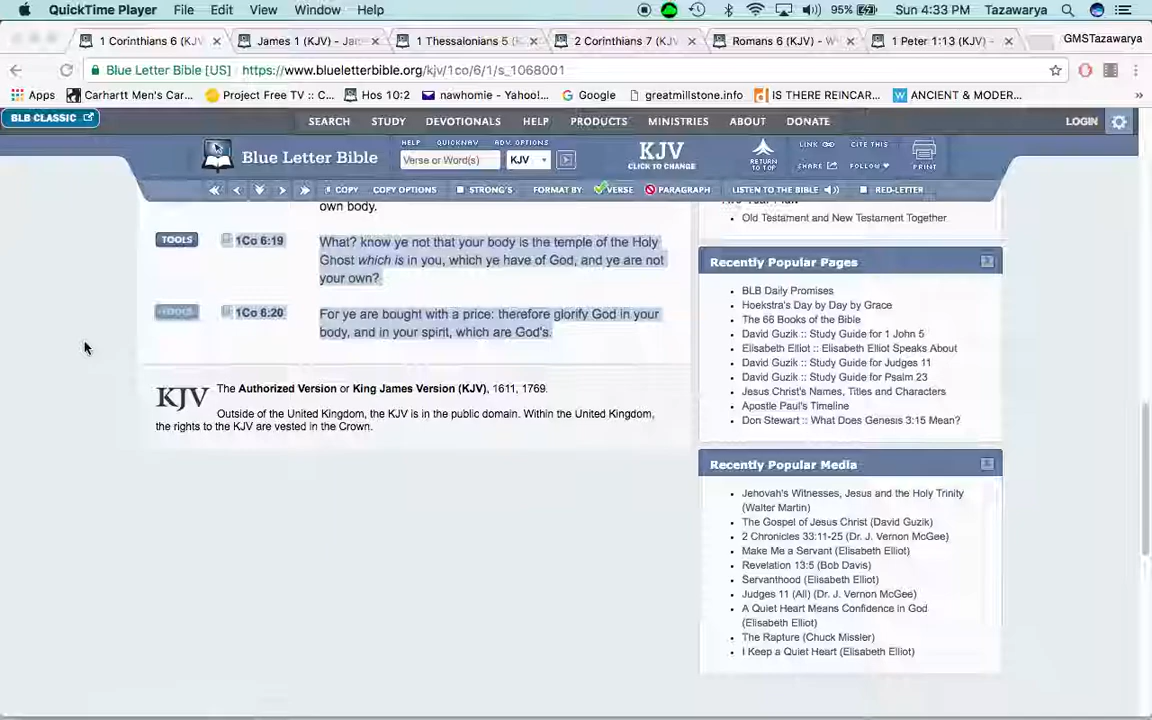 QuickTime Player File Edit View Window Help 95% Sun 4:33 PM Tazawarya
1 Corinthians 6 (KJV) - James 1 (KJV) - Jam 1 Thessalonians 5 ( 2 Corinthians 7 (KJV) Romans 6 (KJV) - W 1 Peter 1:13 (KJV) - GMSTazawarya
Blue Letter Bible [US] https://www.blueletterbible.org/kjv/1co/6/1/s_1068001
Apps Carhartt Men's Car... Project Free TV :: C... Hos 10:2 nawhomie - Yahoo!... Google greatmillstone.info IS THERE REINCAR... ANCIENT & MODER... »
BLB CLASSIC SEARCH STUDY DEVOTIONALS HELP PRODUCTS MINISTRIES ABOUT DONATE LOGIN
HELP QUICKNAV ADV. OPTIONS
Blue Letter Bible Verse or Word(s) KJV KJV CLICK TO CHANGE RETURN TO TOP LINK CITE THIS SHARE FOLLOW PRINT
COPY COPY OPTIONS STRONG'S FORMAT BY VERSE PARAGRAPH LISTEN TO THE BIBLE RED-LETTER
own body.
TOOLS 1Co 6:19 What? know ye not that your body is the temple of the Holy
Ghost which is in you, which ye have of God, and ye are not
your own?
TOOLS 1Co 6:20 For ye are bought with a price: therefore glorify God in your
body, and in your spirit, which are God's.
KJV The Authorized Version or King James Version (KJV), 1611, 1769.
Outside of the United Kingdom, the KJV is in the public domain. Within the United Kingdom,
the rights to the KJV are vested in the Crown.
Old Testament and New Testament Together
Recently Popular Pages
BLB Daily Promises
Hoekstra's Day by Day by Grace
The 66 Books of the Bible
David Guzik :: Study Guide for 1 John 5
Elisabeth Elliot :: Elisabeth Elliot Speaks About
David Guzik :: Study Guide for Judges 11
David Guzik :: Study Guide for Psalm 23
Jesus Christ's Names, Titles and Characters
Apostle Paul's Timeline
Don Stewart :: What Does Genesis 3:15 Mean?
Recently Popular Media
Jehovah's Witnesses, Jesus and the Holy Trinity
(Walter Martin)
The Gospel of Jesus Christ (David Guzik)
2 Chronicles 33:11-25 (Dr. J. Vernon McGee)
Make Me a Servant (Elisabeth Elliot)
Revelation 13:5 (Bob Davis)
Servanthood (Elisabeth Elliot)
Judges 11 (All) (Dr. J. Vernon McGee)
A Quiet Heart Means Confidence in God
(Elisabeth Elliot)
The Rapture (Chuck Missler)
I Keep a Quiet Heart (Elisabeth Elliot)